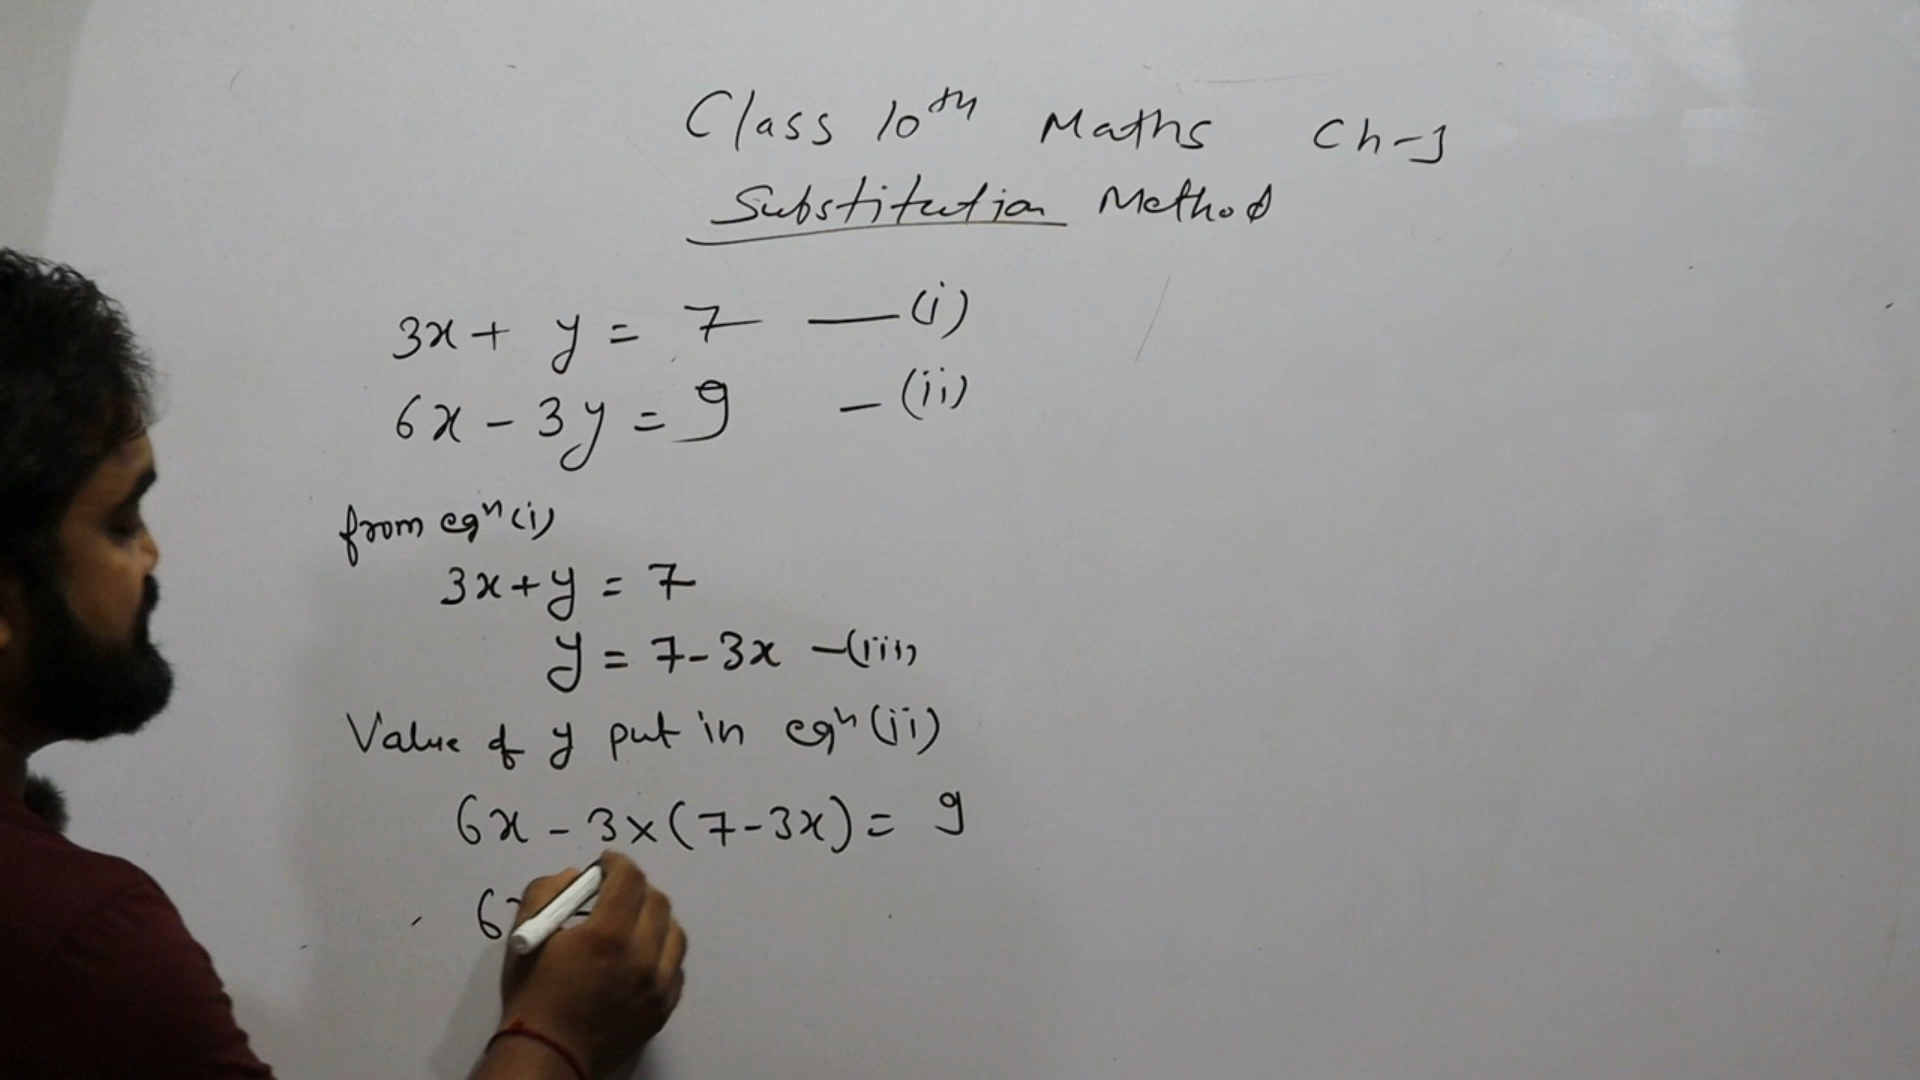 Class 10th Maths Ch-3
Substitution Method
3x + y = 7 —(i)
6x - 3y = 9 -(ii)
from eqn (i)
3x + y = 7
y = 7-3x -(iii)
Value of y put in eqn (ii)
6x - 3x(7-3x) = 9
6x -